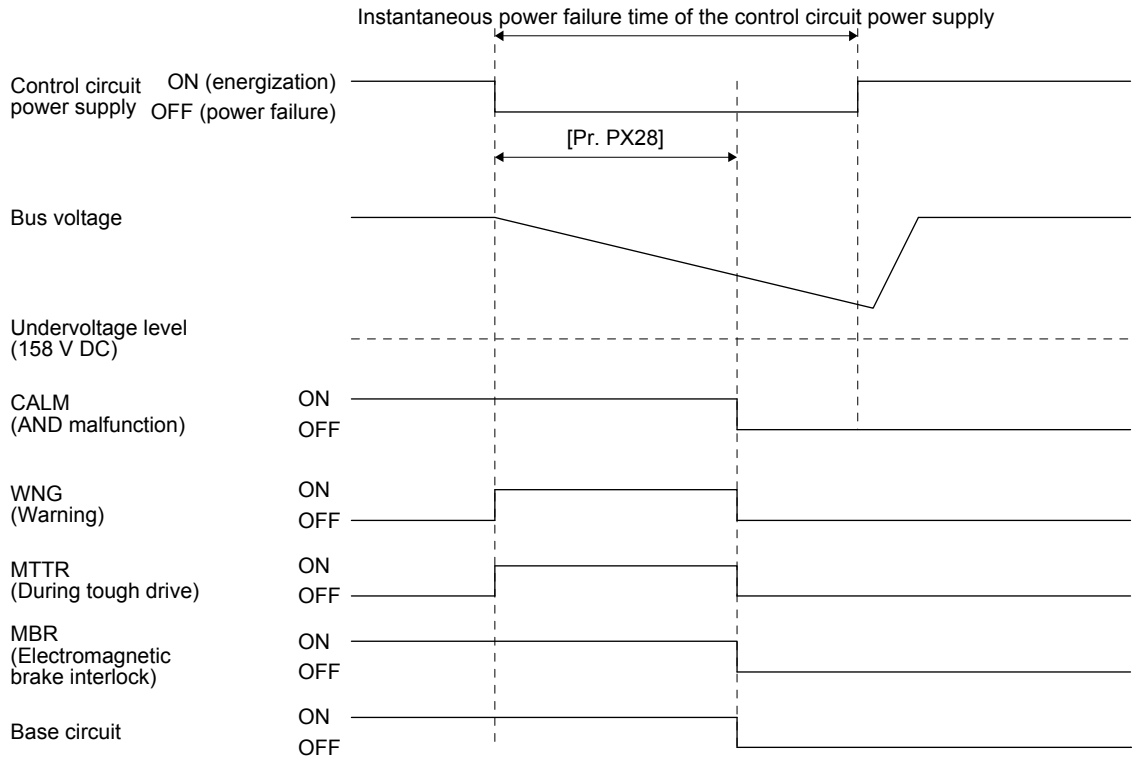 Instantaneous power failure time of the control circuit power supply
Control circuit
power supply
ON (energization)
OFF (power failure)
[Pr. PX28]
Bus voltage
Undervoltage level
(158 V DC)
CALM
(AND malfunction)
ON
OFF
WNG
(Warning)
ON
OFF
MTTR
(During tough drive)
ON
OFF
MBR
(Electromagnetic
brake interlock)
ON
OFF
Base circuit
ON
OFF